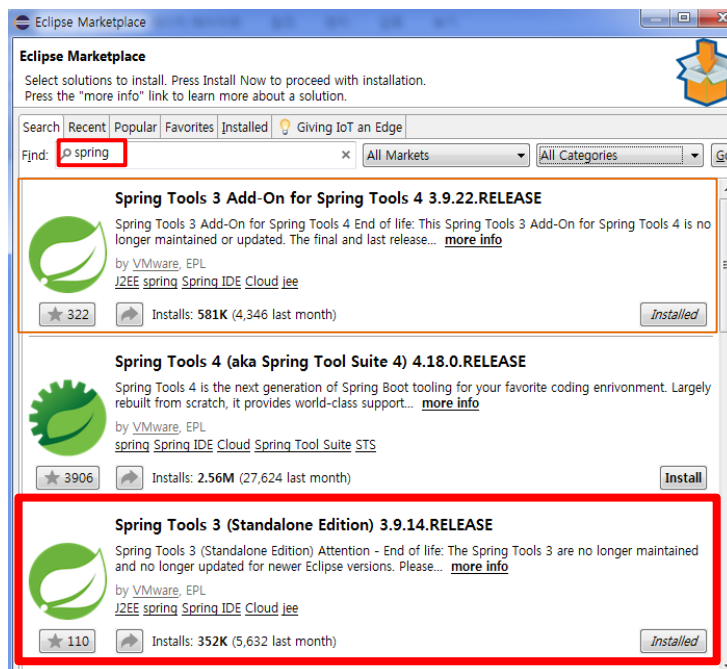 Eclipse Marketplace
Eclipse Marketplace
Select solutions to install. Press Install Now to proceed with installation.
Press the "more info" link to learn more about a solution.
Search Recent Popular Favorites Installed Giving IoT an Edge
Find: spring All Markets All Categories
Spring Tools 3 Add-On for Spring Tools 4 3.9.22.RELEASE
Spring Tools 3 Add-On for Spring Tools 4 End of life: This Spring Tools 3 Add-On for Spring Tools 4 is no
longer maintained or updated. The final and last release... more info
by VMware, EPL
J2EE spring Spring IDE Cloud jee
322 Installs: 581K (4,346 last month) Installed
Spring Tools 4 (aka Spring Tool Suite 4) 4.18.0.RELEASE
Spring Tools 4 is the next generation of Spring Boot tooling for your favorite coding enrivonment. Largely
rebuilt from scratch, it provides world-class support... more info
by VMware, EPL
spring Spring IDE Cloud Spring Tool Suite STS
3906 Installs: 2.56M (27,624 last month) Install
Spring Tools 3 (Standalone Edition) 3.9.14.RELEASE
Spring Tools 3 (Standalone Edition) Attention - End of life: The Spring Tools 3 are no longer maintained
and no longer updated for newer Eclipse versions. Please... more info
by VMware, EPL
J2EE spring Spring IDE Cloud jee
110 Installs: 352K (5,632 last month) Installed